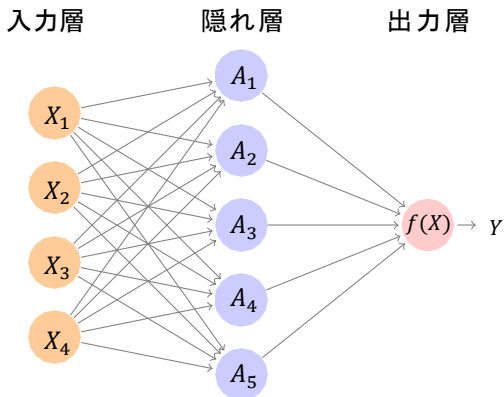 入力層 隠れ層 出力層
X₁
X₂
X₃
X₄
A₁
A₂
A₃
A₄
A₅
f(X)
Y